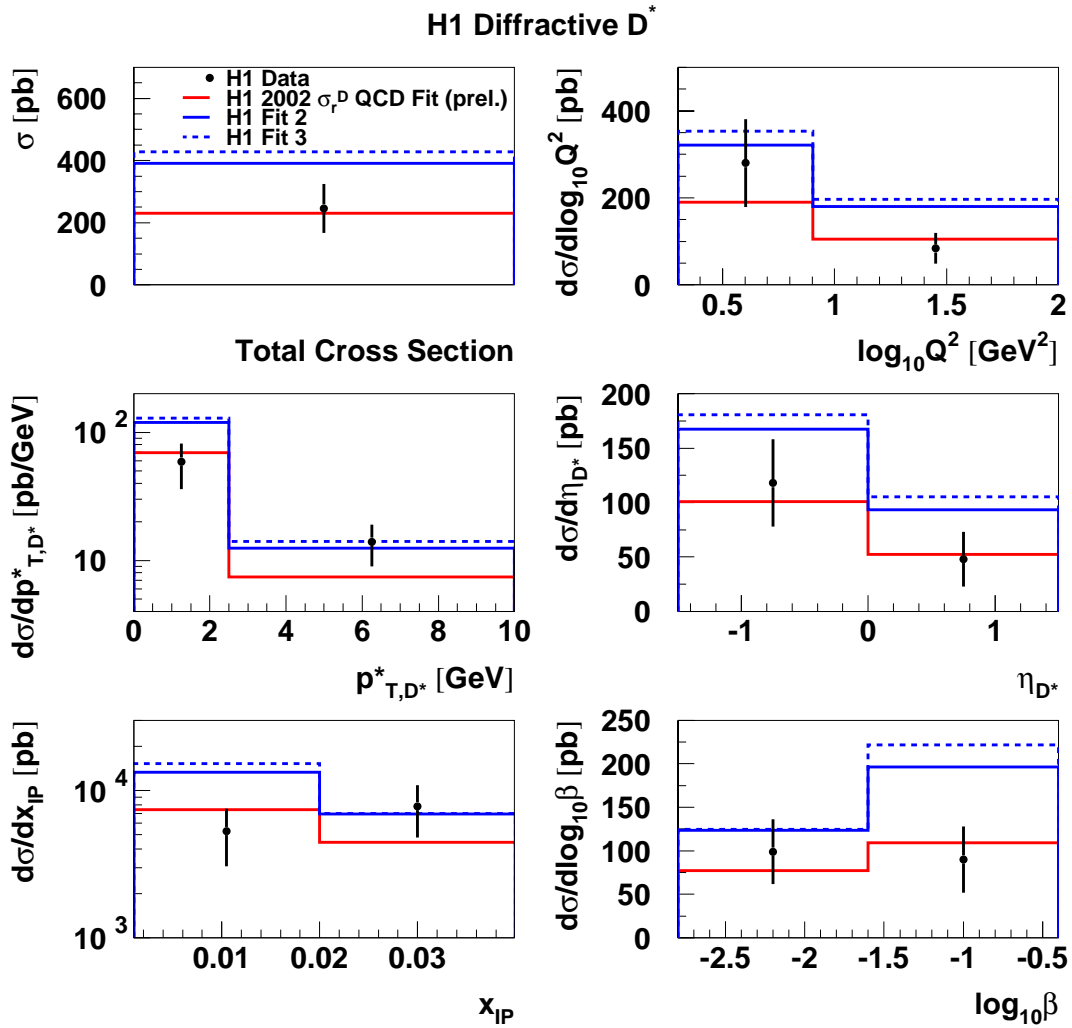 H1 Diffractive D*
σ [pb]
600
400
200
0
H1 Data
H1 2002 σr^D QCD Fit (prel.)
H1 Fit 2
H1 Fit 3
Total Cross Section
dσ/dlog10Q² [pb]
400
200
0
0.5 1 1.5 2
log10Q² [GeV²]
dσ/dp*T,D* [pb/GeV]
10²
10
0 2 4 6 8 10
p*T,D* [GeV]
dσ/dηD* [pb]
200
150
100
50
0
-1 0 1
ηD*
dσ/dxIP [pb]
10⁴
10³
0.01 0.02 0.03
xIP
dσ/dlog10β [pb]
250
200
150
100
50
0
-2.5 -2 -1.5 -1 -0.5
log10β